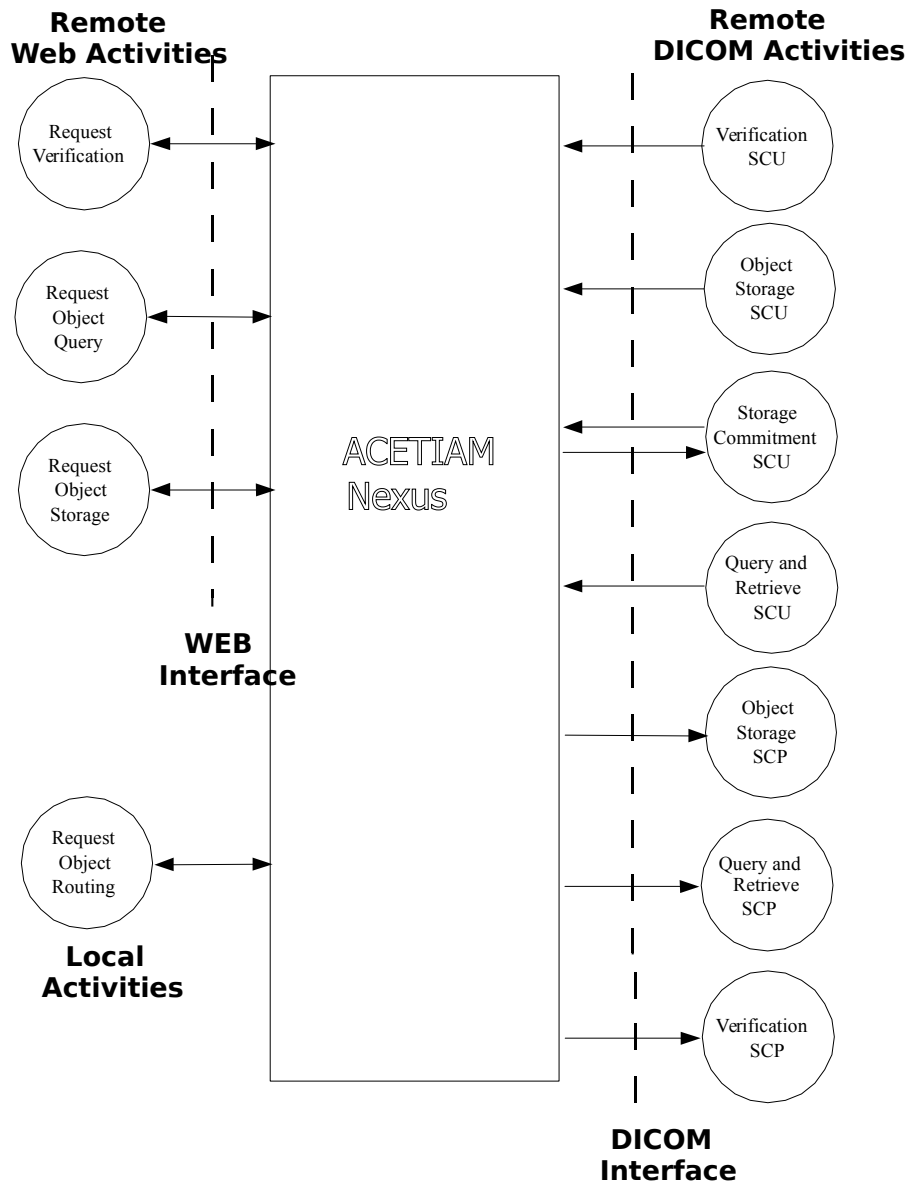 Remote
Web Activities
Remote
DICOM Activities
Request
Verification
Request
Object
Query
Request
Object
Storage
WEB
Interface
Request
Object
Routing
Local
Activities
ACETIAM
Nexus
Verification
SCU
Object
Storage
SCU
Storage
Commitment
SCU
Query and
Retrieve
SCU
Object
Storage
SCP
Query and
Retrieve
SCP
Verification
SCP
DICOM
Interface